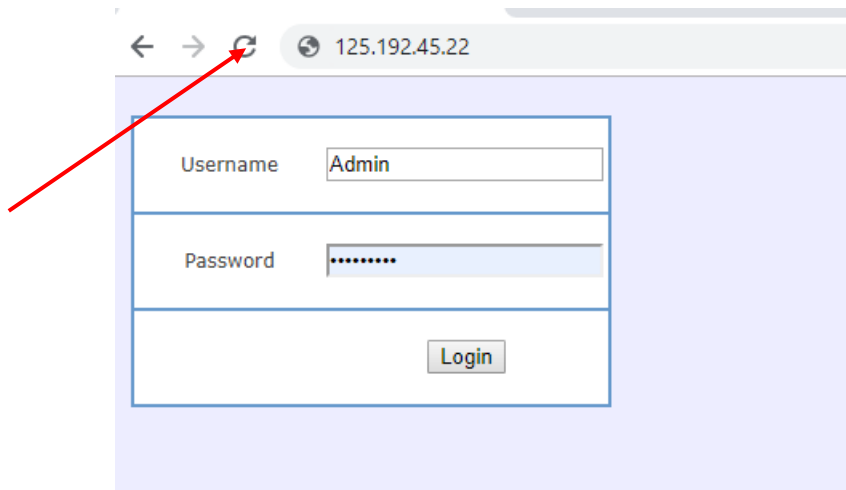 125.192.45.22
Username Admin
Password •••••••••
Login